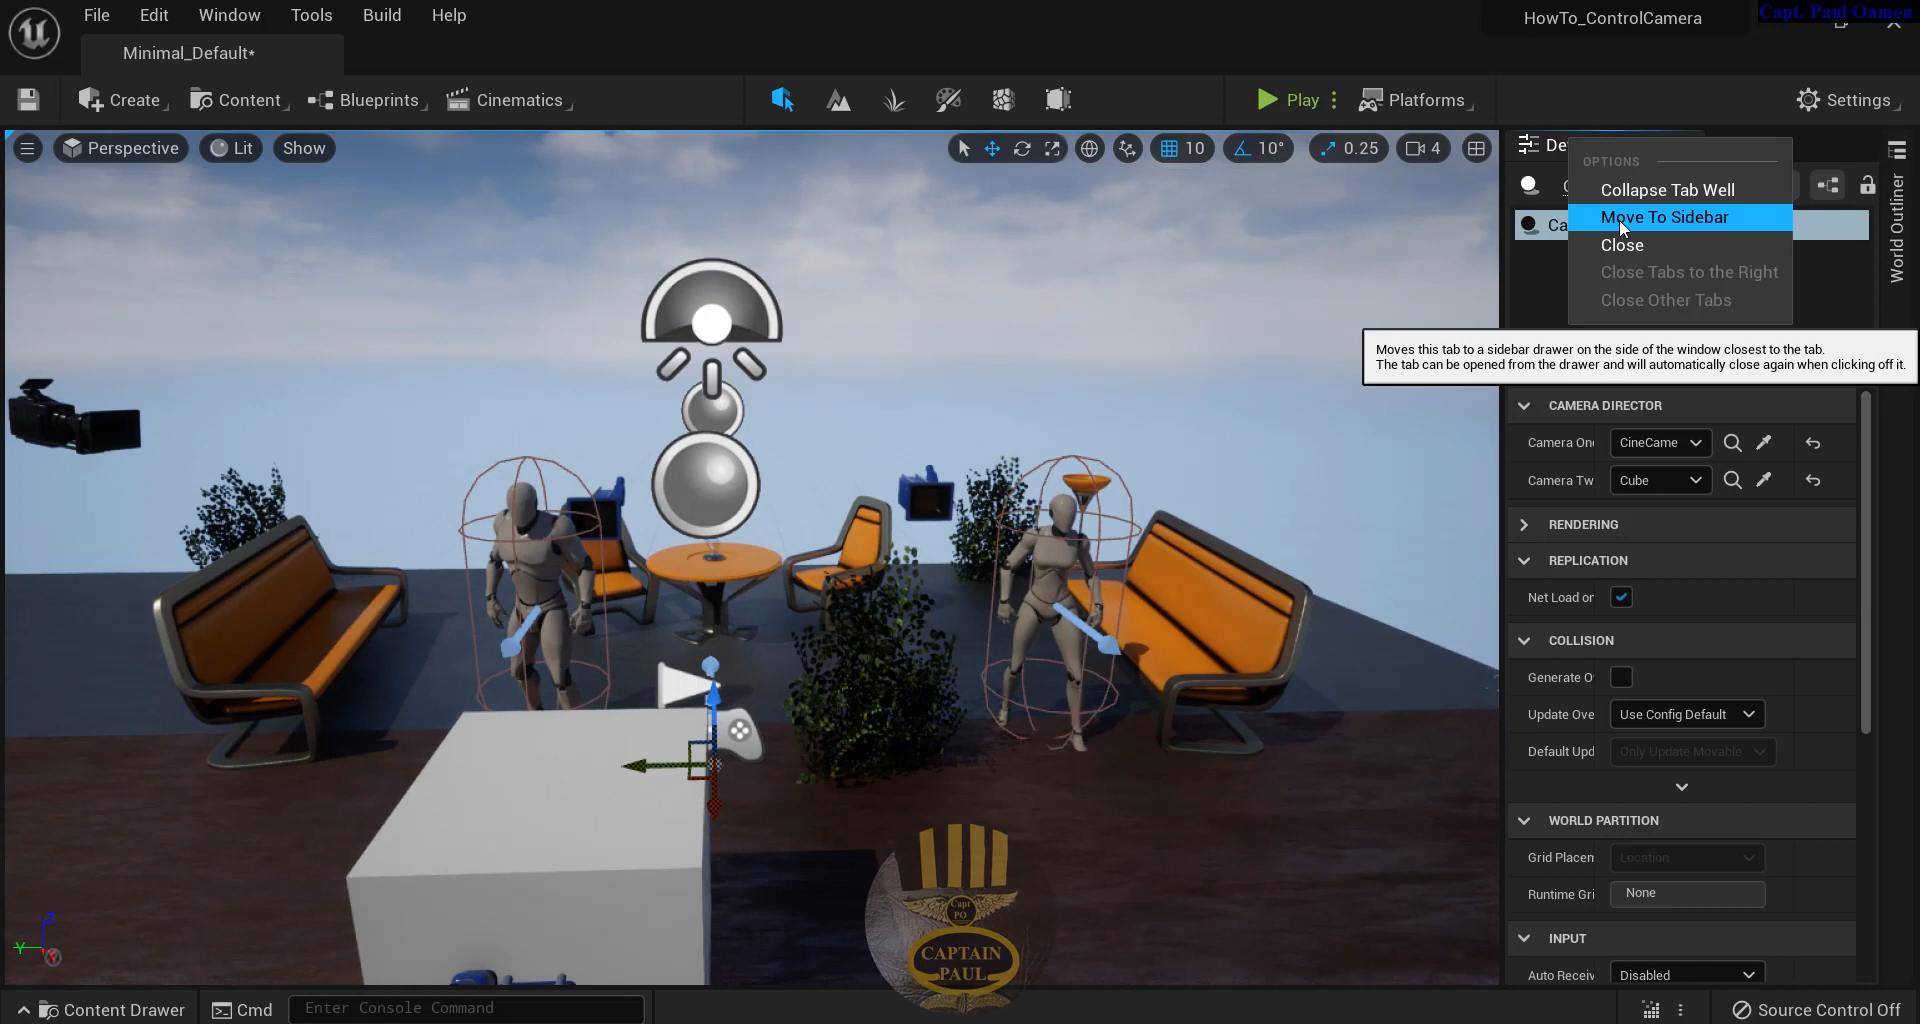 File Edit Window Tools Build Help
HowTo_ControlCamera
Capt. Paul Oamen
Minimal_Default*
Create Content Blueprints Cinematics
Play Platforms
Settings
Perspective Lit Show
10 10° 0.25 4
De
OPTIONS
Collapse Tab Well
Move To Sidebar
Close
Close Tabs to the Right
Close Other Tabs
Ca
World Outliner
Moves this tab to a sidebar drawer on the side of the window closest to the tab.
The tab can be opened from the drawer and will automatically close again when clicking off it.
CAMERA DIRECTOR
Camera One CineCame
Camera Tw Cube
RENDERING
REPLICATION
Net Load or
COLLISION
Generate O
Update Ove Use Config Default
Default Upd Only Update Movable
WORLD PARTITION
Grid Placem Location
Runtime Gri None
INPUT
Auto Receiv Disabled
Z
Y
Capt
PO
CAPTAIN
PAUL
Content Drawer Cmd Enter Console Command
Source Control Off